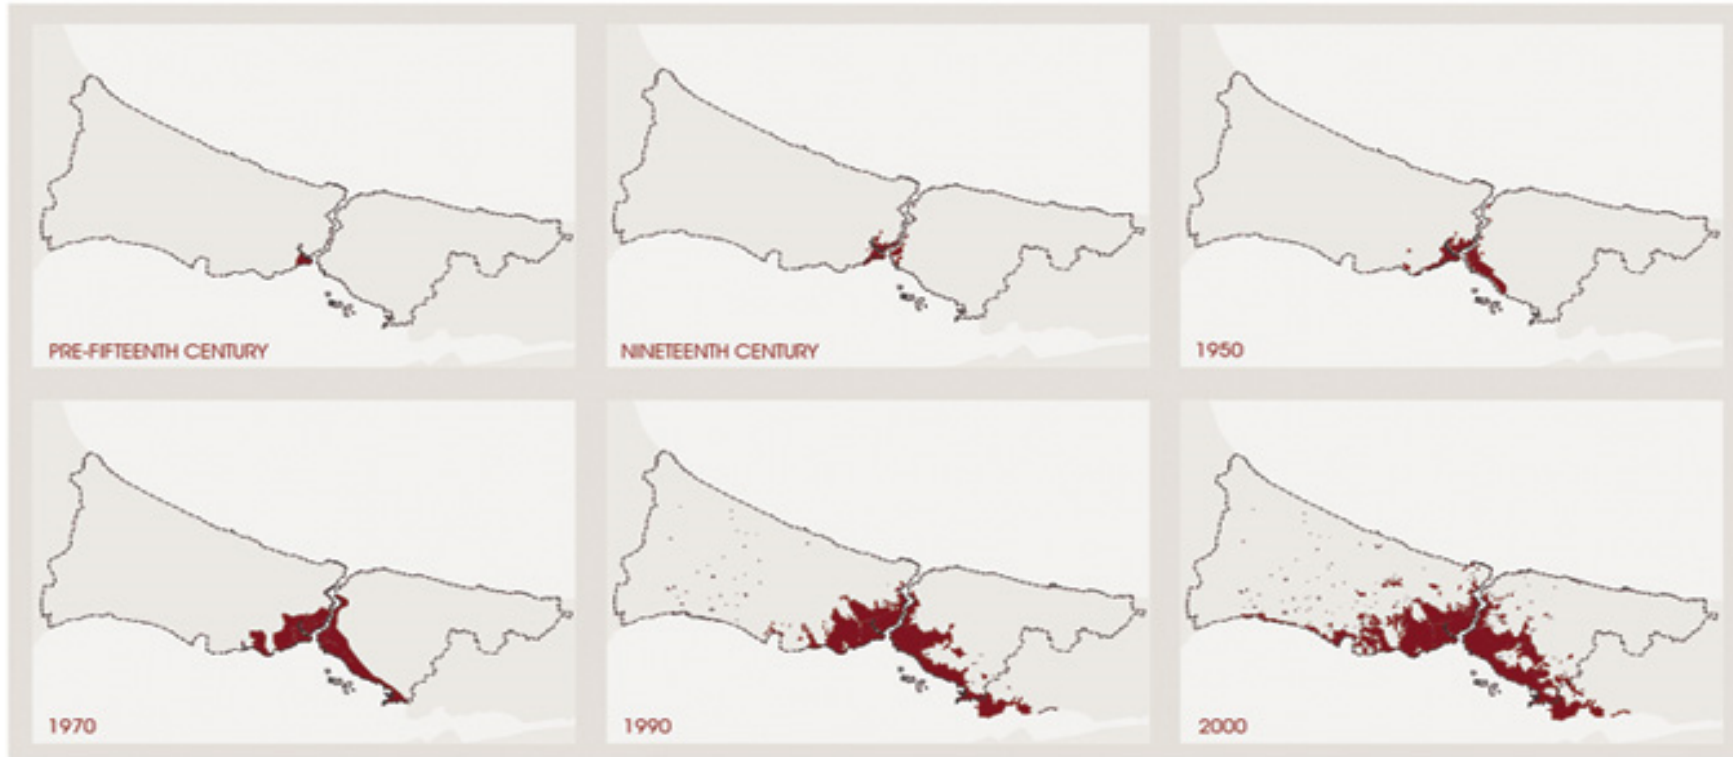 PRE-FIFTEENTH CENTURY
NINETEENTH CENTURY
1950
1970
1990
2000